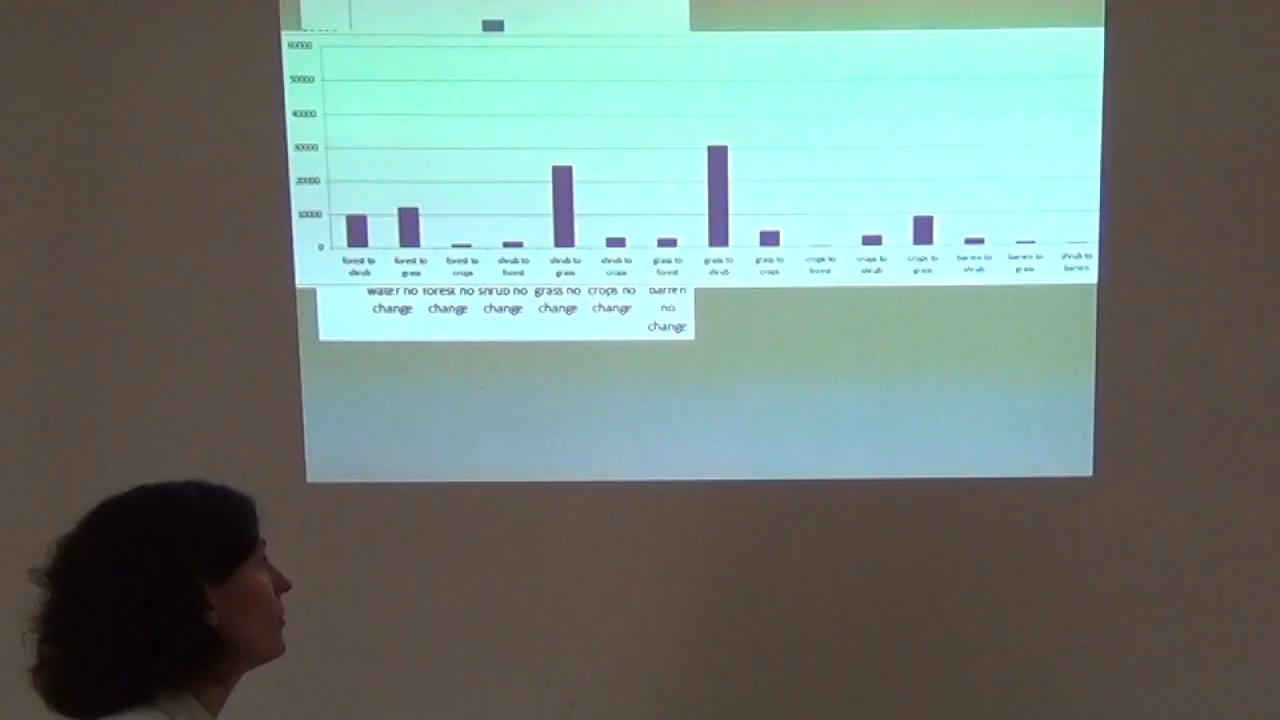 60000
50000
40000
30000
20000
10000
0
forest to shrub
forest to grass
forest to crops
shrub to forest
shrub to grass
shrub to crops
grass to forest
grass to shrub
grass to crops
crops to forest
crops to shrub
crops to grass
barren to shrub
barren to grass
shrub to barren
water no change
forest no change
shrub no change
grass no change
crops no change
barren no change